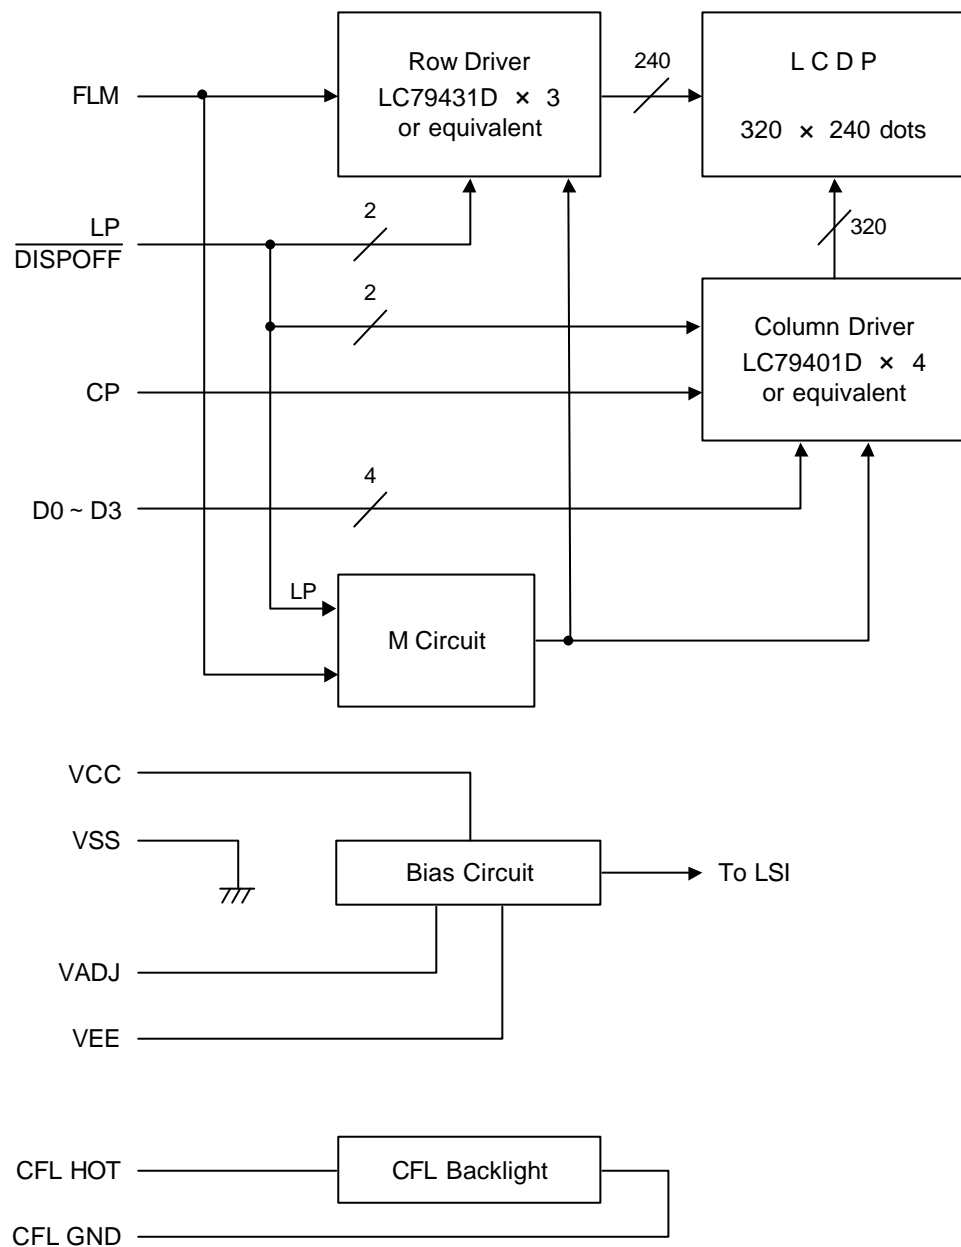 Row Driver
LC79431D × 3
or equivalent
240
L C D P
320 × 240 dots
FLM
LP
DISPOFF
2
320
2
Column Driver
LC79401D × 4
or equivalent
CP
4
D0 ~ D3
LP
M Circuit
VCC
VSS
Bias Circuit
To LSI
VADJ
VEE
CFL HOT
CFL Backlight
CFL GND